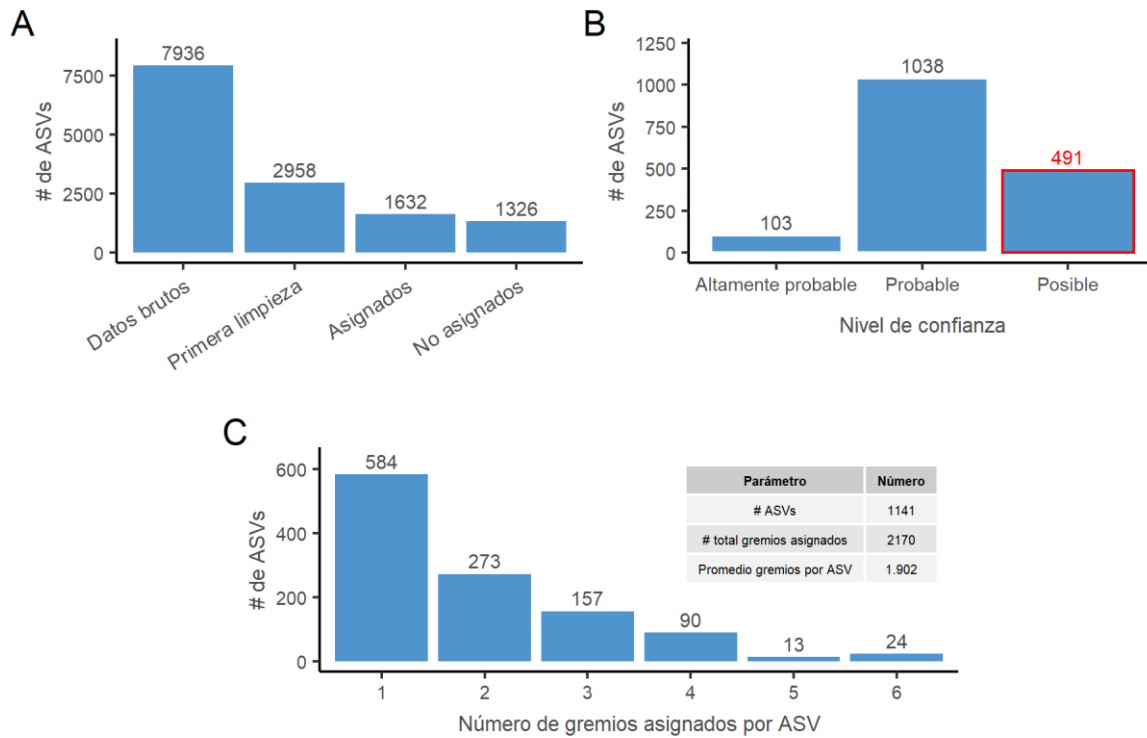 A
# de ASVs
7500
5000
2500
0
7936
2958
1632
1326
Datos brutos
Primera limpieza
Asignados
No asignados
B
# de ASVs
1250
1000
750
500
250
0
103
1038
491
Altamente probable
Probable
Posible
Nivel de confianza
C
# de ASVs
600
400
200
0
584
273
157
90
13
24
1
2
3
4
5
6
Número de gremios asignados por ASV
Parámetro Número
# ASVs 1141
# total gremios asignados 2170
Promedio gremios por ASV 1.902